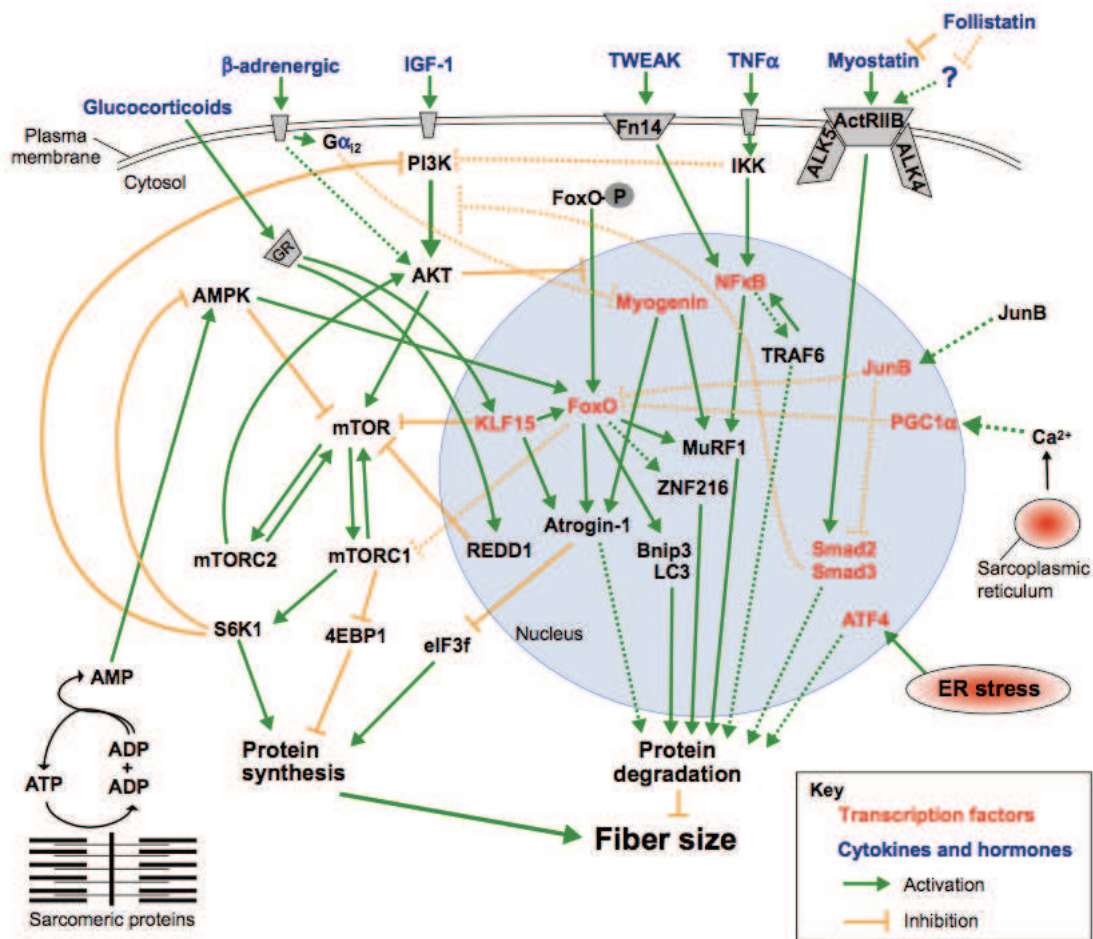 Follistatin
β-adrenergic
IGF-1
TWEAK
TNFα
Myostatin
?
Glucocorticoids
Plasma
membrane
Cytosol
Gαi2
PI3K
Fn14
IKK
ActRIIB
ALK5
ALK4
FoxO-P
GR
AKT
AMPK
NFκB
Myogenin
TRAF6
JunB
JunB
mTOR
KLF15
FoxO
PGC1α
Ca2+
MuRF1
ZNF216
mTORC2
mTORC1
REDD1
Atrogin-1
Bnip3
LC3
Smad2
Smad3
Sarcoplasmic
reticulum
S6K1
4EBP1
eIF3f
Nucleus
ATF4
ER stress
AMP
ADP
+
ADP
ATP
Protein
synthesis
Protein
degradation
Fiber size
Sarcomeric proteins
Key
Transcription factors
Cytokines and hormones
Activation
Inhibition